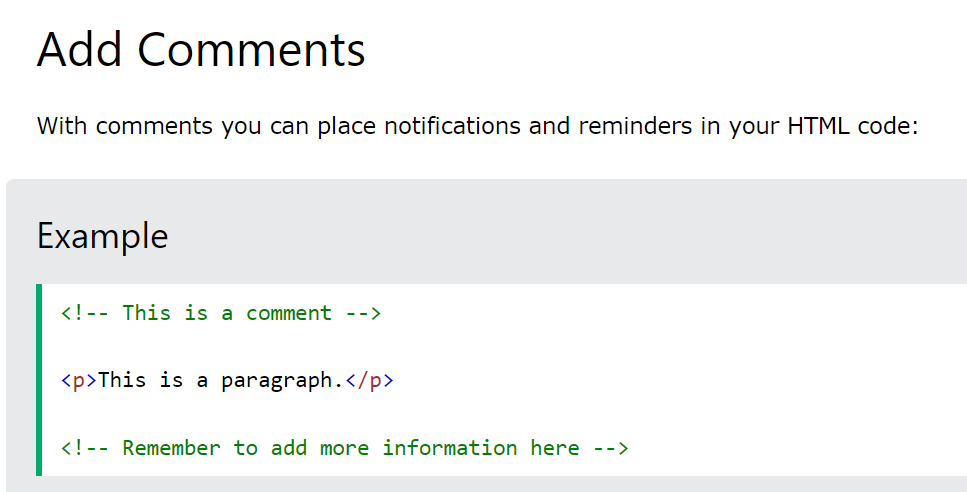 Add Comments
With comments you can place notifications and reminders in your HTML code:
Example
<!-- This is a comment -->
<p>This is a paragraph.</p>
<!-- Remember to add more information here -->